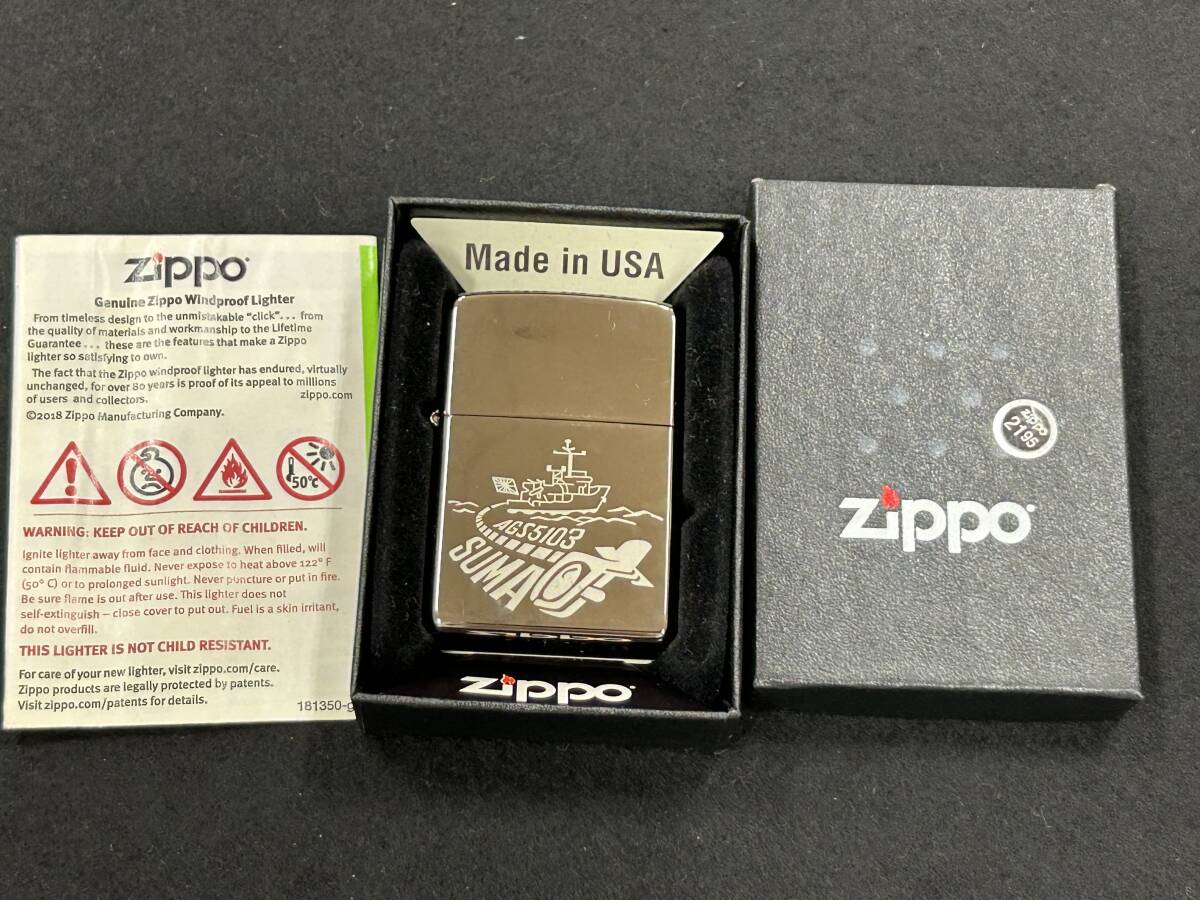 zippo
Genuine Zippo Windproof Lighter
From timeless design to the unmistakable "click"... from
the quality of materials and workmanship to the Lifetime
Guarantee ... these are the features that make a Zippo
lighter so satisfying to own.
The fact that the Zippo windproof lighter has endured, virtually
unchanged, for over 80 years is proof of its appeal to millions
of users and collectors.
zippo.com
©2018 Zippo Manufacturing Company.
50°C
WARNING: KEEP OUT OF REACH OF CHILDREN.
Ignite lighter away from face and clothing. When filled, will
contain flammable fluid. Never expose to heat above 122° F
(50° C) or to prolonged sunlight. Never puncture or put in fire.
Be sure flame is out after use. This lighter does not
self-extinguish – close cover to put out. Fuel is a skin irritant,
do not overfill.
THIS LIGHTER IS NOT CHILD RESISTANT.
For care of your new lighter, visit zippo.com/care.
Zippo products are legally protected by patents.
Visit zippo.com/patents for details.
181350-g
Made in USA
AGS5103
SUMA
zippo
zippo
2195
zippo